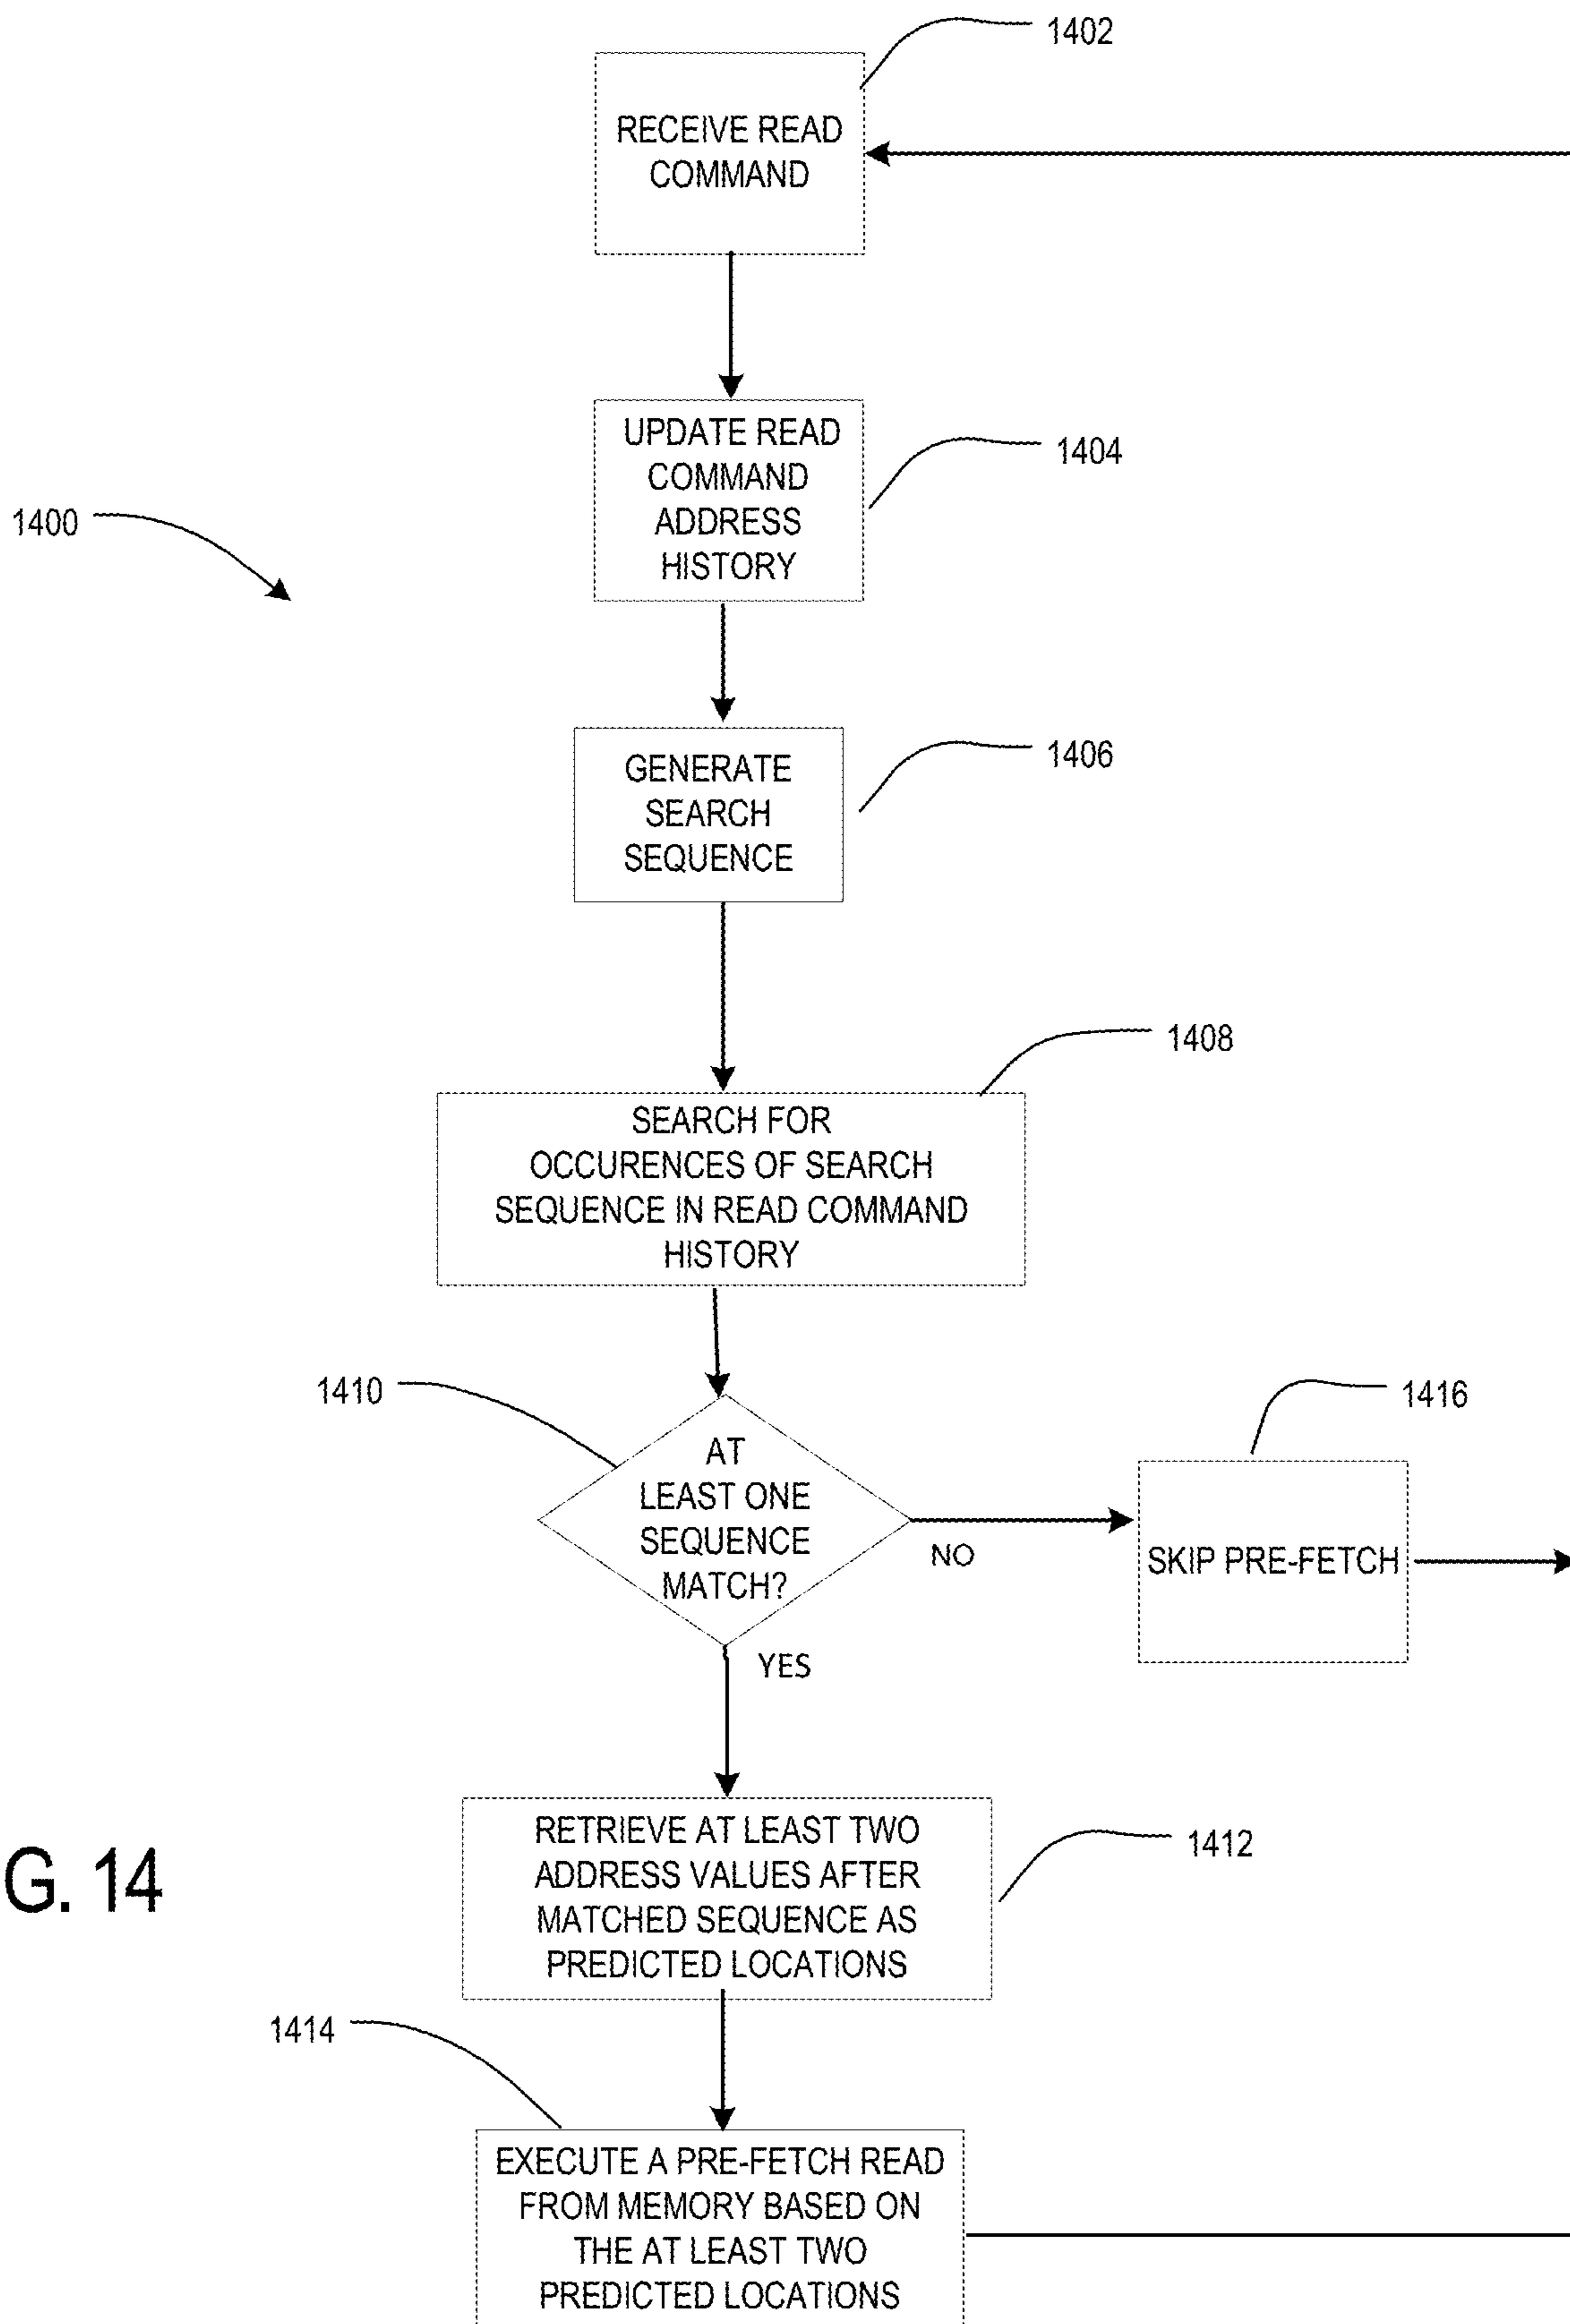 1402
RECEIVE READ
COMMAND
UPDATE READ
COMMAND
ADDRESS
HISTORY
1404
1400
GENERATE
SEARCH
SEQUENCE
1406
1408
SEARCH FOR
OCCURENCES OF SEARCH
SEQUENCE IN READ COMMAND
HISTORY
1410
AT
LEAST ONE
SEQUENCE
MATCH?
NO
1416
SKIP PRE-FETCH
YES
RETRIEVE AT LEAST TWO
ADDRESS VALUES AFTER
MATCHED SEQUENCE AS
PREDICTED LOCATIONS
1412
G. 14
1414
EXECUTE A PRE-FETCH READ
FROM MEMORY BASED ON
THE AT LEAST TWO
PREDICTED LOCATIONS